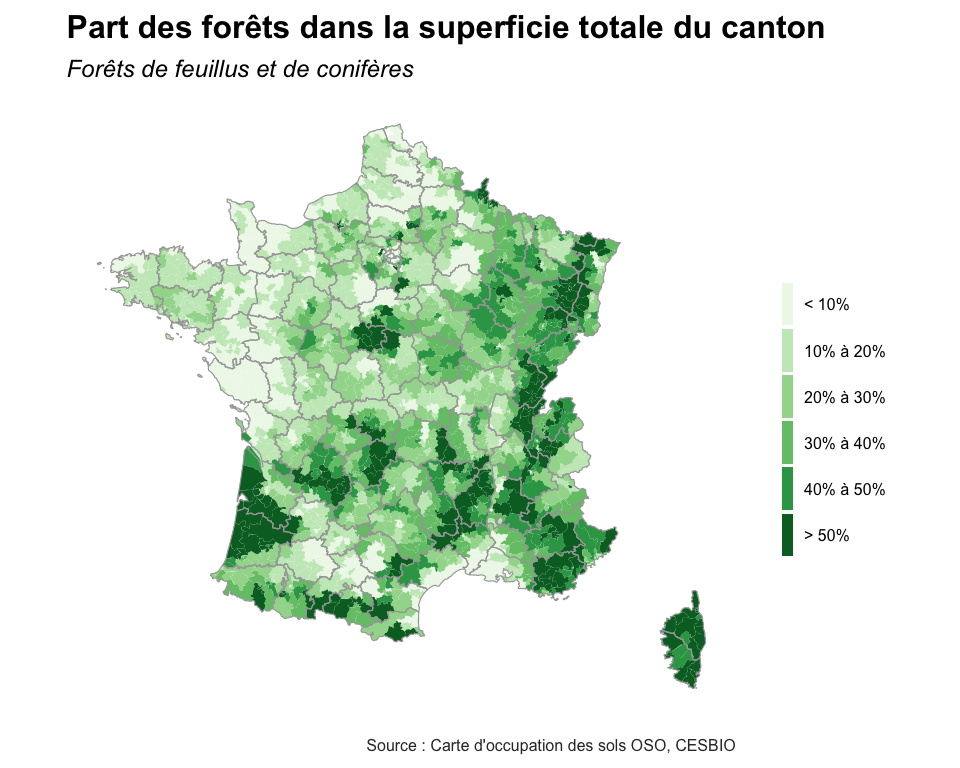 Part des forêts dans la superficie totale du canton
Forêts de feuillus et de conifères
< 10%
10% à 20%
20% à 30%
30% à 40%
40% à 50%
> 50%
Source : Carte d'occupation des sols OSO, CESBIO